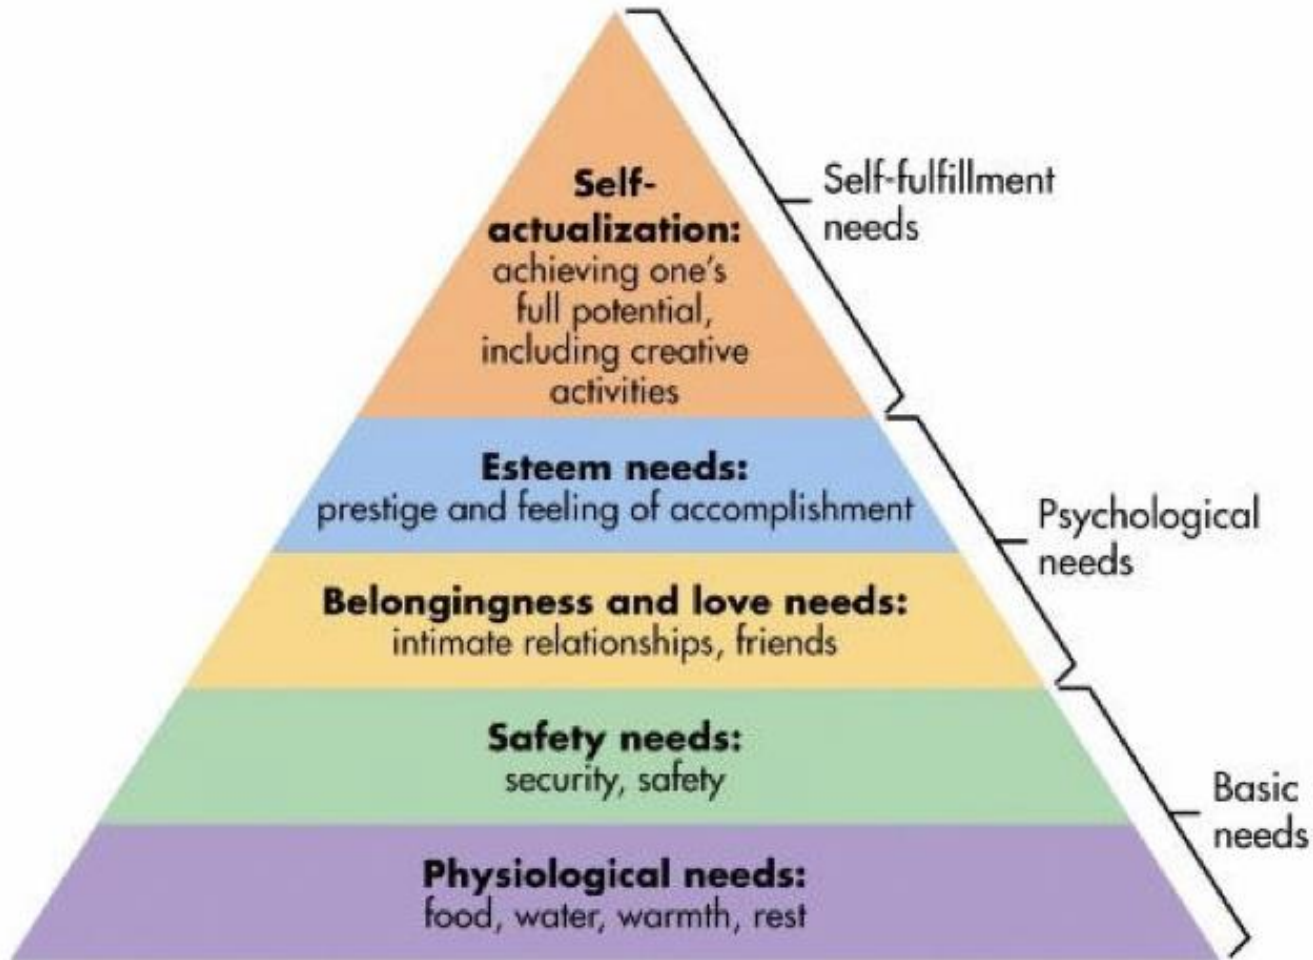 Self-
actualization:
achieving one's
full potential,
including creative
activities
Self-fulfillment
needs
Esteem needs:
prestige and feeling of accomplishment
Psychological
needs
Belongingness and love needs:
intimate relationships, friends
Safety needs:
security, safety
Basic
needs
Physiological needs:
food, water, warmth, rest